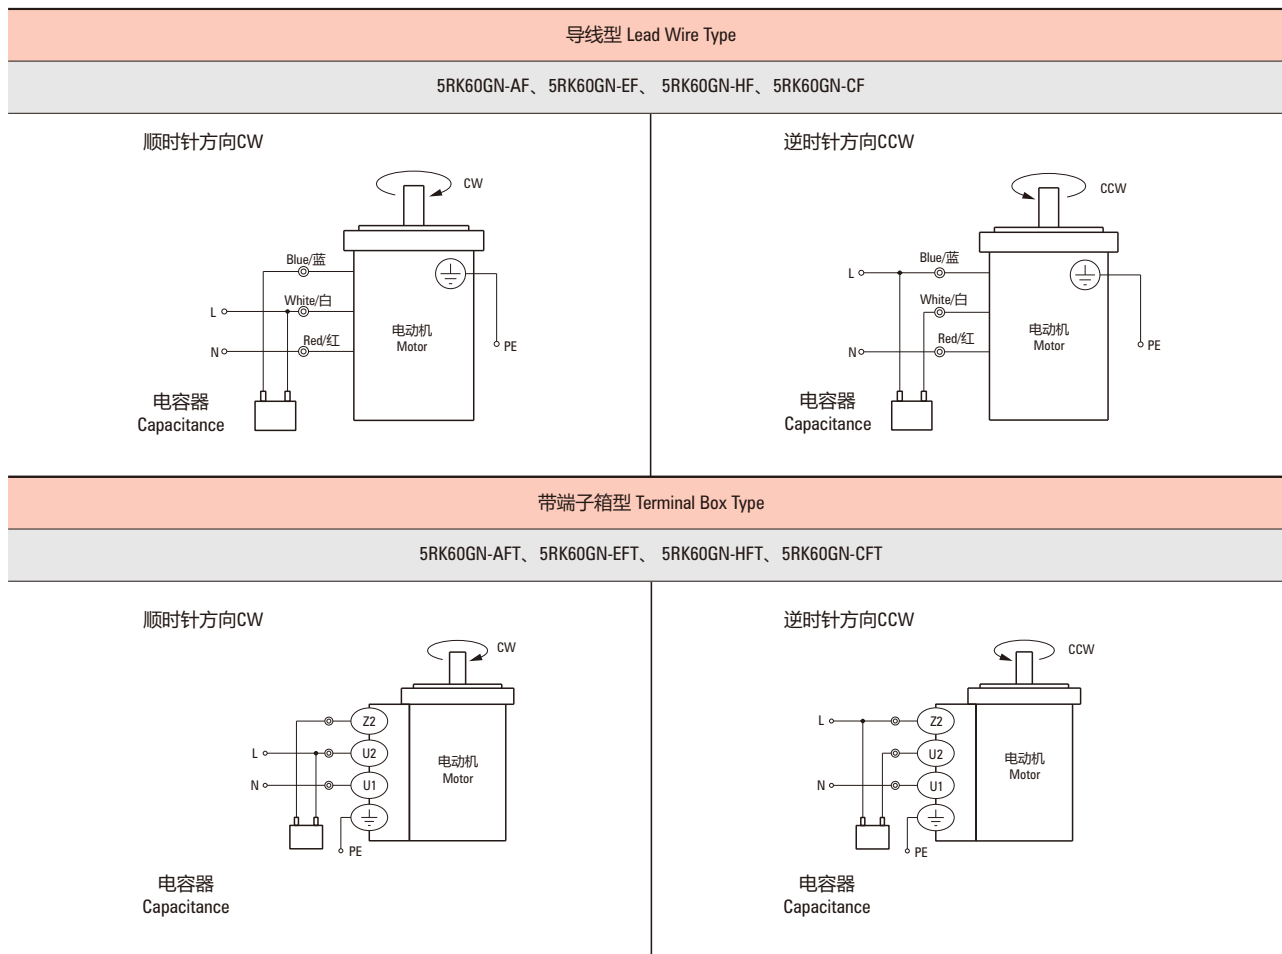 导线型 Lead Wire Type
5RK60GN-AF、5RK60GN-EF、 5RK60GN-HF、5RK60GN-CF
顺时针方向CW
CW
Blue/蓝
White/白
L
Red/红
N
电动机
Motor
PE
电容器
Capacitance
逆时针方向CCW
CCW
Blue/蓝
L
White/白
Red/红
N
电动机
Motor
PE
电容器
Capacitance
带端子箱型 Terminal Box Type
5RK60GN-AFT、5RK60GN-EFT、 5RK60GN-HFT、5RK60GN-CFT
顺时针方向CW
CW
Z2
L
U2
N
U1
电动机
Motor
PE
电容器
Capacitance
逆时针方向CCW
CCW
L
Z2
U2
N
U1
电动机
Motor
PE
电容器
Capacitance